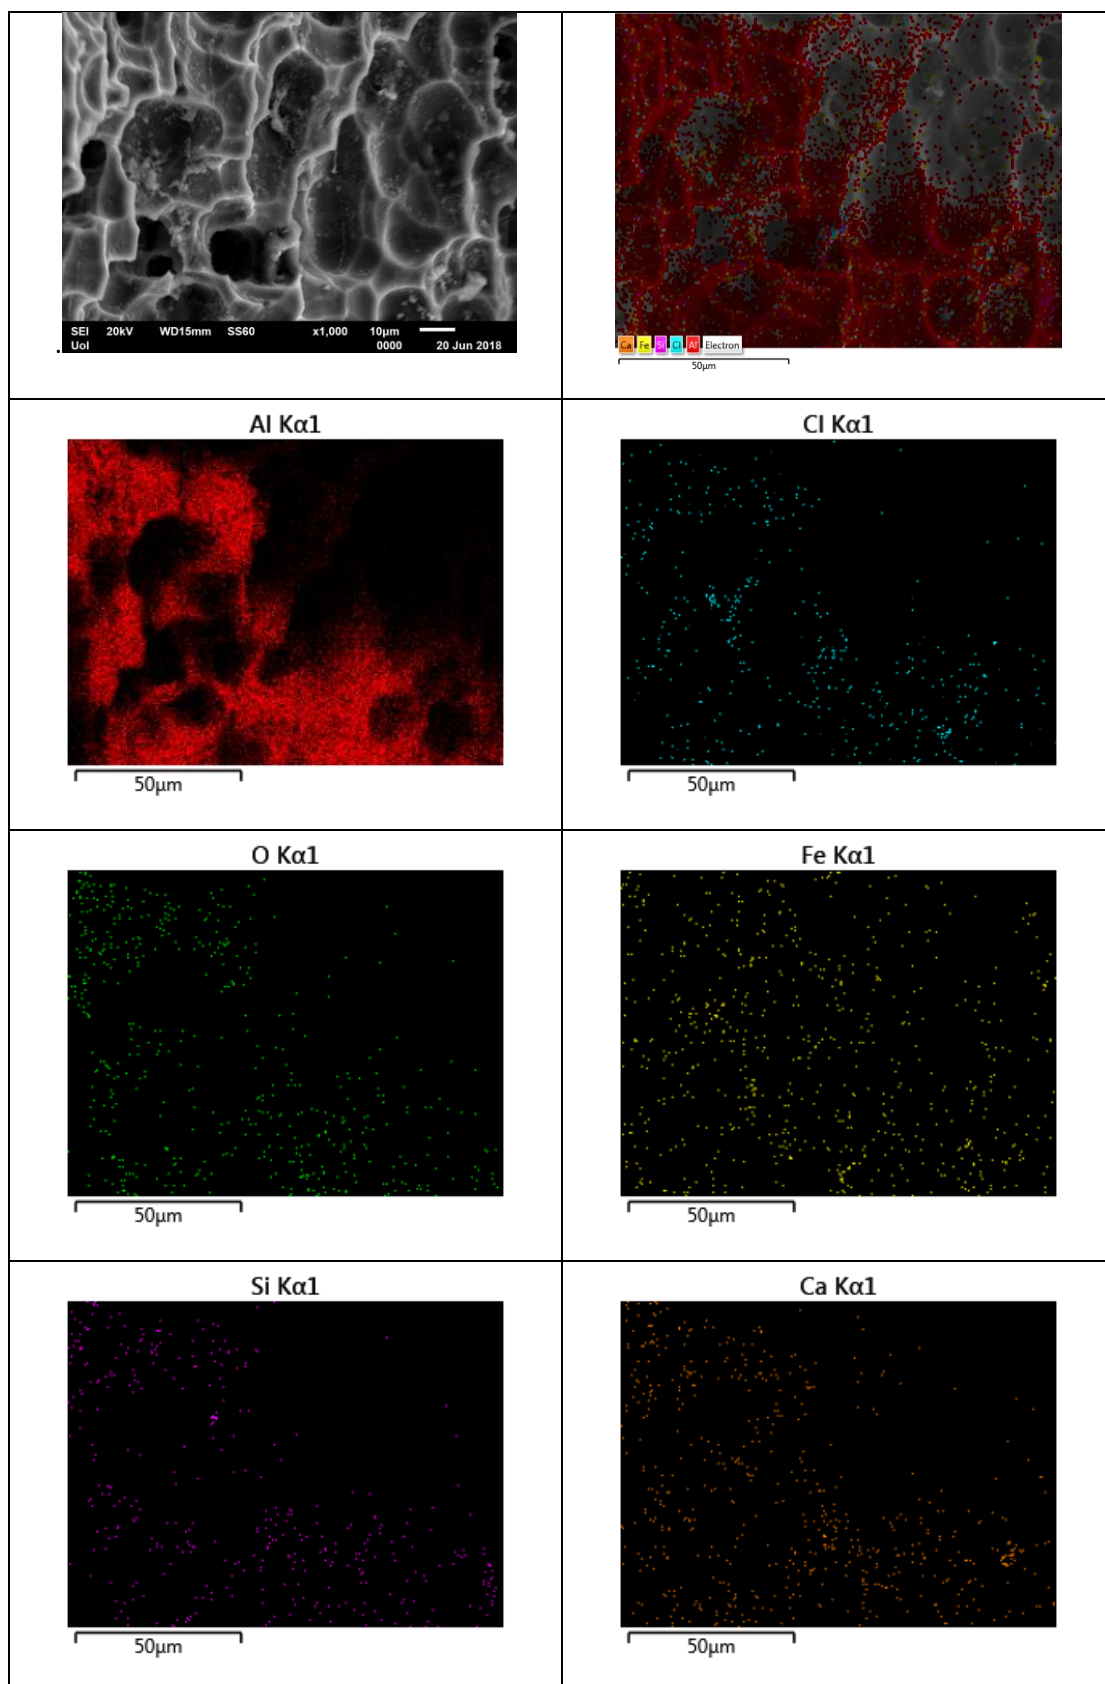 SEI 20kV WD15mm SS60 x1,000 10µm
UoI 0000 20 Jun 2018
Ca Fe Si Cl Al Electron
50µm
Al Kα1
Cl Kα1
50µm
50µm
O Kα1
Fe Kα1
50µm
50µm
Si Kα1
Ca Kα1
50µm
50µm